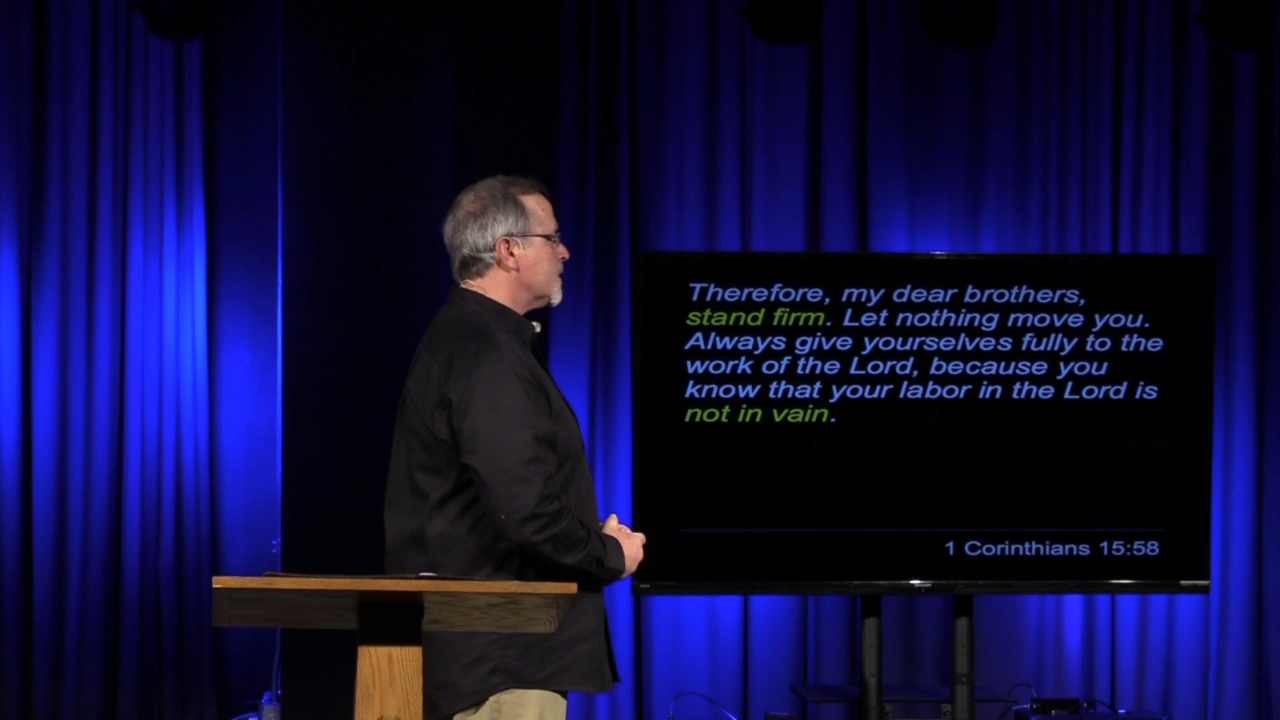 Therefore, my dear brothers,
stand firm. Let nothing move you.
Always give yourselves fully to the
work of the Lord, because you
know that your labor in the Lord is
not in vain.
1 Corinthians 15:58